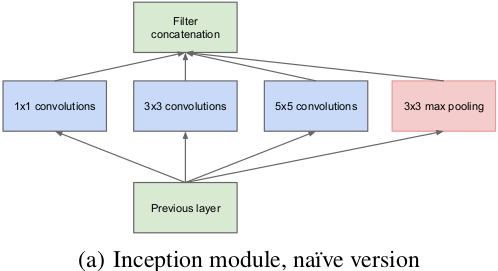 Filter
concatenation
1x1 convolutions
3x3 convolutions
5x5 convolutions
3x3 max pooling
Previous layer
(a) Inception module, naïve version